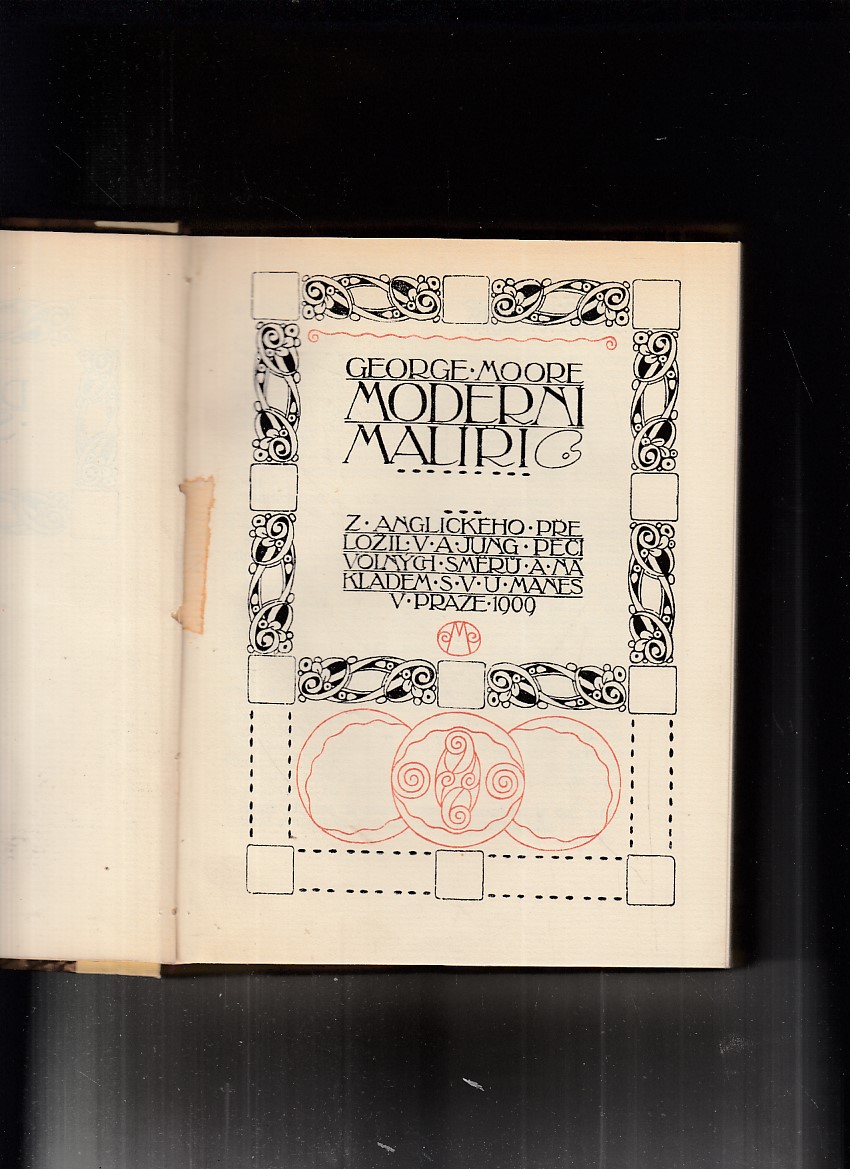 GEORGE·MOORE
MODERNÍ
MALÍŘI
Z·ANGLICKÉHO·PŘE
LOŽIL·V·A·JUNG·PÉČÍ
VOLNÝCH·SMĚRŮ·A·NÁ
KLADEM·S·V·U·MÁNES
V·PRAZE·1909
M